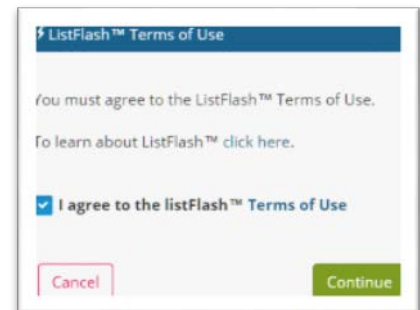 ListFlash™ Terms of Use
You must agree to the ListFlash™ Terms of Use.
To learn about ListFlash™ click here.
I agree to the listFlash™ Terms of Use
Cancel Continue